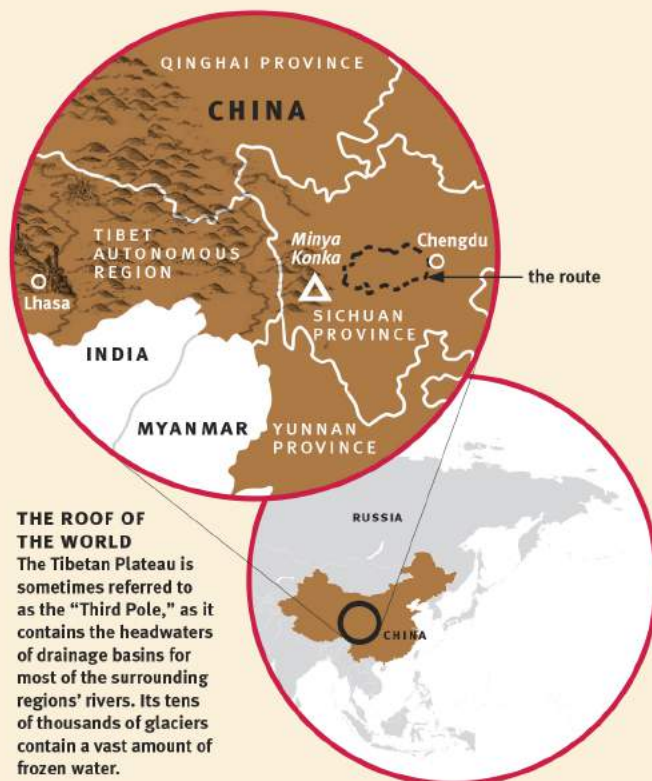 QINGHAI PROVINCE
CHINA
TIBET
AUTONOMOUS
REGION
Minya
Konka
Chengdu
the route
Lhasa
SICHUAN
PROVINCE
INDIA
MYANMAR
YUNNAN
PROVINCE
THE ROOF OF
THE WORLD
The Tibetan Plateau is
sometimes referred to
as the “Third Pole,” as it
contains the headwaters
of drainage basins for
most of the surrounding
regions’ rivers. Its tens
of thousands of glaciers
contain a vast amount of
frozen water.
RUSSIA
CHINA